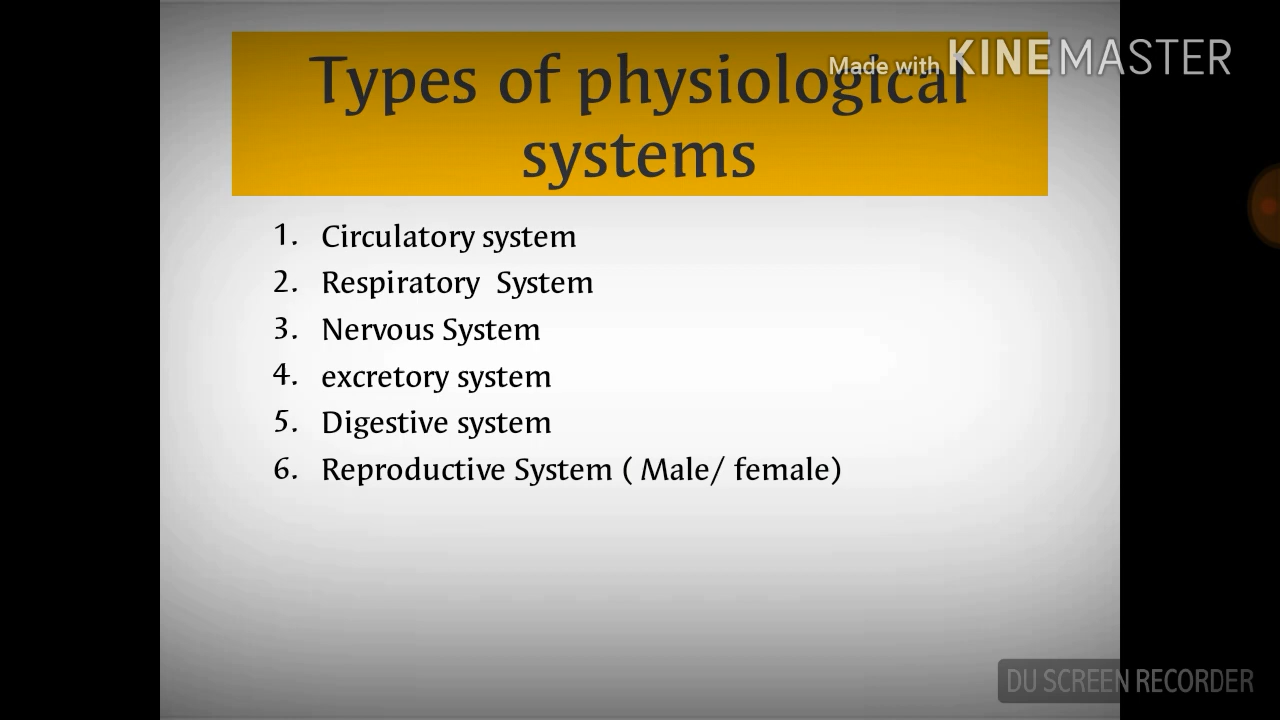 Types of physiological
systems
Made with KINEMASTER
1. Circulatory system
2. Respiratory System
3. Nervous System
4. excretory system
5. Digestive system
6. Reproductive System ( Male/ female)
DU SCREEN RECORDER